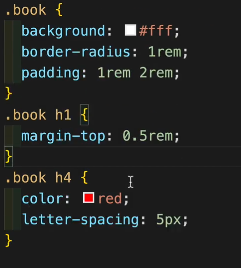 .book {
  background: #fff;
  border-radius: 1rem;
  padding: 1rem 2rem;
}
.book h1 {
  margin-top: 0.5rem;
}
.book h4 {
  color: red;
  letter-spacing: 5px;
}